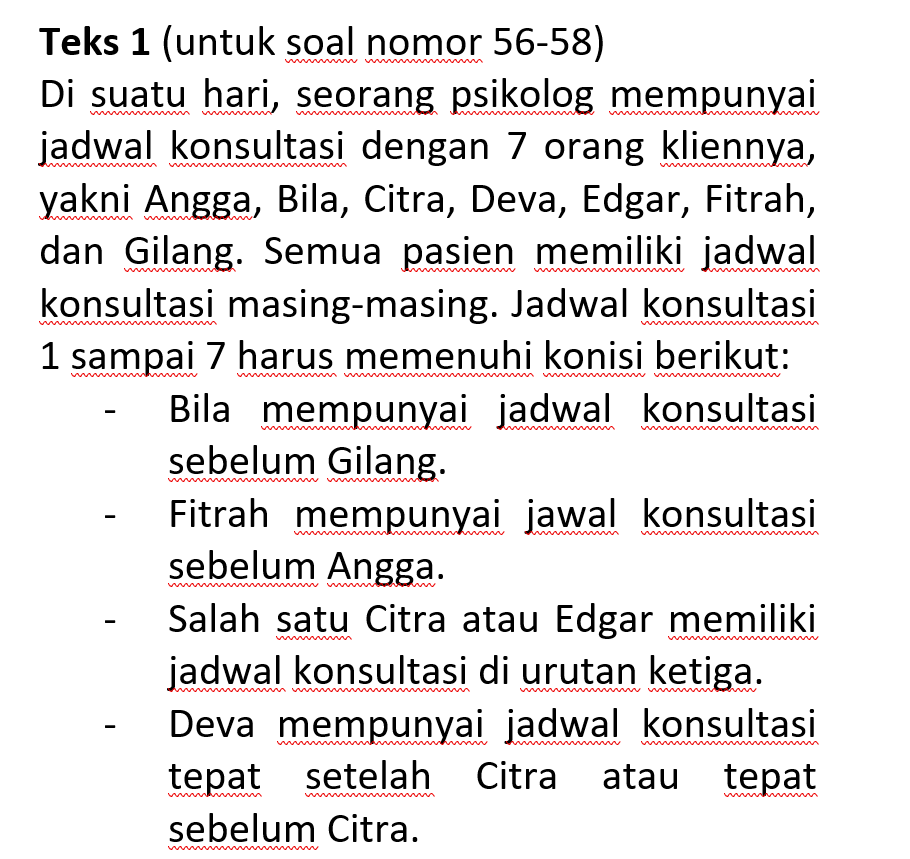 Teks 1 (untuk soal nomor 56-58)
Di suatu hari, seorang psikolog mempunyai
jadwal konsultasi dengan 7 orang kliennya,
yakni Angga, Bila, Citra, Deva, Edgar, Fitrah,
dan Gilang. Semua pasien memiliki jadwal
konsultasi masing-masing. Jadwal konsultasi
1 sampai 7 harus memenuhi konisi berikut:
- Bila mempunyai jadwal konsultasi
sebelum Gilang.
- Fitrah mempunyai jawal konsultasi
sebelum Angga.
- Salah satu Citra atau Edgar memiliki
jadwal konsultasi di urutan ketiga.
- Deva mempunyai jadwal konsultasi
tepat setelah Citra atau tepat
sebelum Citra.